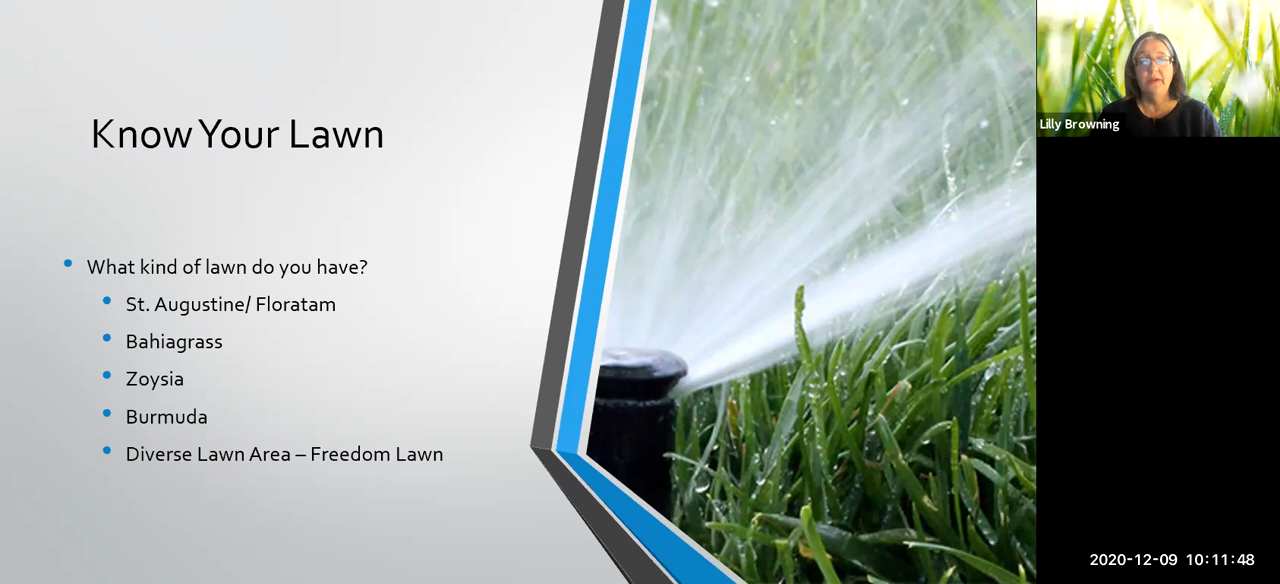 Know Your Lawn
What kind of lawn do you have?
St. Augustine/ Floratam
Bahiagrass
Zoysia
Burmuda
Diverse Lawn Area – Freedom Lawn
Lilly Browning
2020-12-09 10:11:48